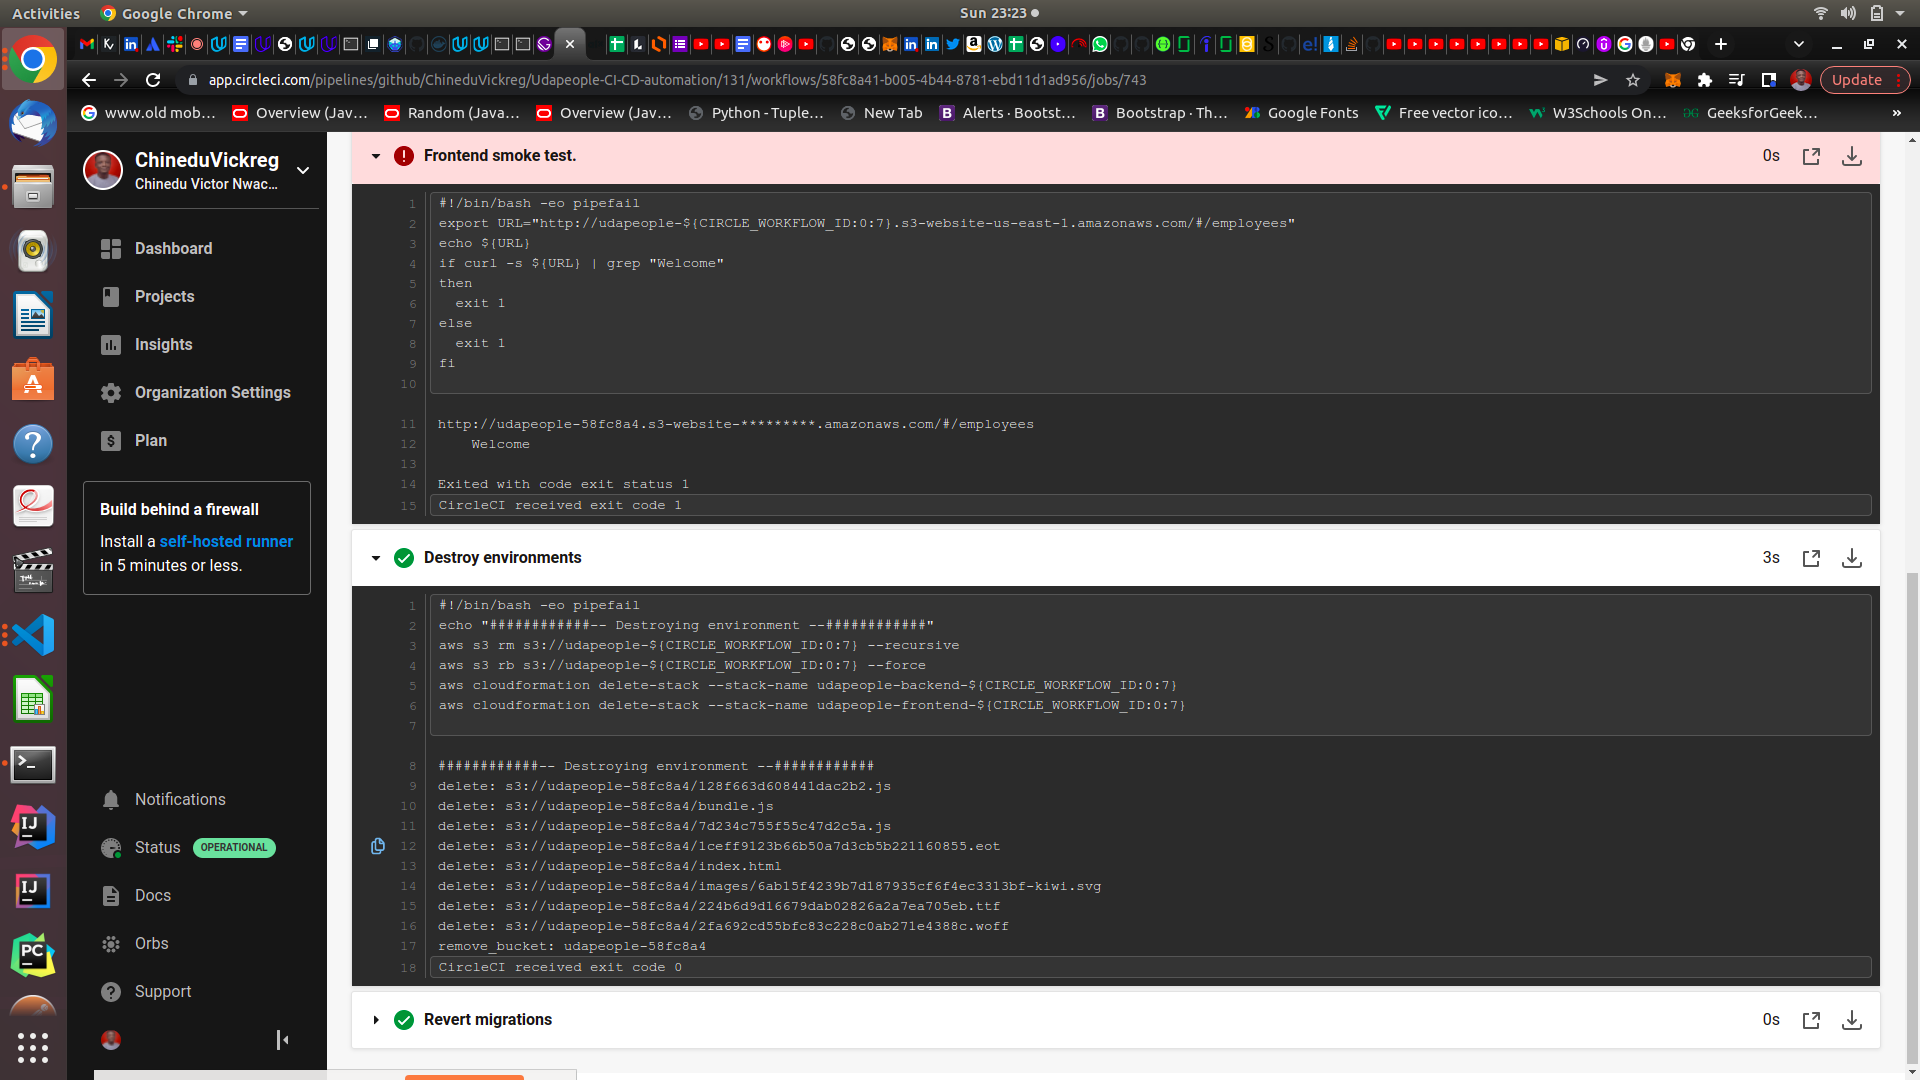 Activities
Google Chrome
Sun 23:23
app.circleci.com/pipelines/github/ChineduVickreg/Udapeople-CI-CD-automation/131/workflows/58fc8a41-b005-4b44-8781-ebd11d1ad956/jobs/743
Update
www.old mob…
Overview (Jav…
Random (Java…
Overview (Jav…
Python - Tuple…
New Tab
Alerts · Bootst…
Bootstrap · Th…
Google Fonts
Free vector ico…
W3Schools On…
GeeksforGeek…
»
ChineduVickreg
Chinedu Victor Nwac...
Dashboard
Projects
Insights
Organization Settings
Plan
Build behind a firewall
Install a self-hosted runner
in 5 minutes or less.
Notifications
Status OPERATIONAL
Docs
Orbs
Support
Frontend smoke test.
0s
1 #!/bin/bash -eo pipefail
2 export URL="http://udapeople-${CIRCLE_WORKFLOW_ID:0:7}.s3-website-us-east-1.amazonaws.com/#/employees"
3 echo ${URL}
4 if curl -s ${URL} | grep "Welcome"
5 then
6   exit 1
7 else
8   exit 1
9 fi
10
11 http://udapeople-58fc8a4.s3-website-*********.amazonaws.com/#/employees
12     Welcome
13
14 Exited with code exit status 1
15 CircleCI received exit code 1
Destroy environments
3s
1 #!/bin/bash -eo pipefail
2 echo "############-- Destroying environment --############"
3 aws s3 rm s3://udapeople-${CIRCLE_WORKFLOW_ID:0:7} --recursive
4 aws s3 rb s3://udapeople-${CIRCLE_WORKFLOW_ID:0:7} --force
5 aws cloudformation delete-stack --stack-name udapeople-backend-${CIRCLE_WORKFLOW_ID:0:7}
6 aws cloudformation delete-stack --stack-name udapeople-frontend-${CIRCLE_WORKFLOW_ID:0:7}
7
8 ############-- Destroying environment --############
9 delete: s3://udapeople-58fc8a4/128f663d608441dac2b2.js
10 delete: s3://udapeople-58fc8a4/bundle.js
11 delete: s3://udapeople-58fc8a4/7d234c755f55c47d2c5a.js
12 delete: s3://udapeople-58fc8a4/1ceff9123b66b50a7d3cb5b221160855.eot
13 delete: s3://udapeople-58fc8a4/index.html
14 delete: s3://udapeople-58fc8a4/images/6ab15f4239b7d187935cf6f4ec3313bf-kiwi.svg
15 delete: s3://udapeople-58fc8a4/224b6d9d16679dab02826a2a7ea705eb.ttf
16 delete: s3://udapeople-58fc8a4/2fa692cd55bfc83c228c0ab271e4388c.woff
17 remove_bucket: udapeople-58fc8a4
18 CircleCI received exit code 0
Revert migrations
0s